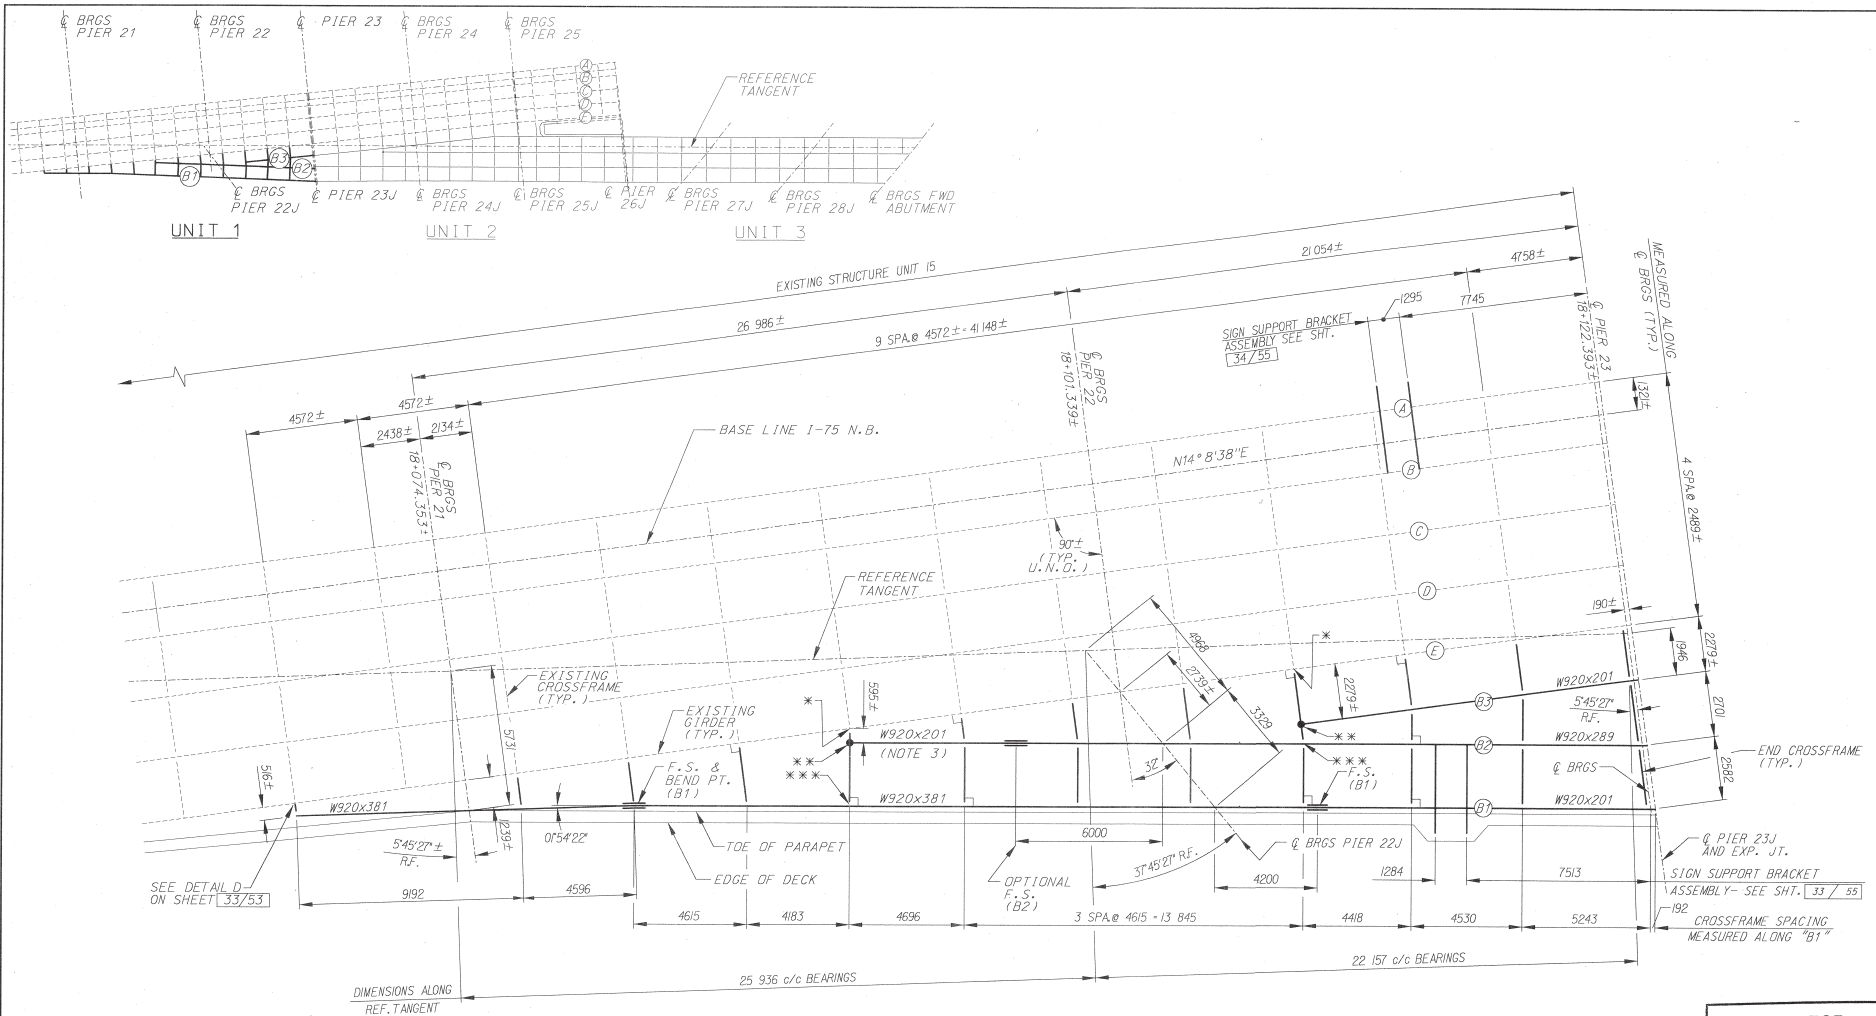 ℄ BRGS
PIER 21
℄ BRGS
PIER 22
℄ PIER 23
℄ BRGS
PIER 24
℄ BRGS
PIER 25
A
B
C
D
E
REFERENCE
TANGENT
B3
B2
B1
℄ BRGS
PIER 22J
℄ PIER 23J
℄ BRGS
PIER 24J
℄ BRGS
PIER 25J
℄ PIER
26J
℄ BRGS
PIER 27J
℄ BRGS
PIER 28J
℄ BRGS FWD
ABUTMENT
UNIT 1
UNIT 2
UNIT 3
EXISTING STRUCTURE UNIT 15
21 054±
4758±
26 986±
9 SPA.@ 4572± = 41 148±
1295
7745
SIGN SUPPORT BRACKET
ASSEMBLY SEE SHT.
34/55
MEASURED ALONG
℄ BRGS (TYP.)
℄ PIER 23
18+122.393±
℄ BRGS
PIER 22
18+101.339±
1321±
4572±
4572±
2438±
2134±
℄ BRGS
PIER 21
18+074.353±
BASE LINE I-75 N.B.
N14°8'38"E
A
B
C
D
E
4 SPA.@ 2489±
90°±
(TYP.
U.N.O.)
REFERENCE
TANGENT
190±
1946
2279±
4968
2739±
3329
*
2279±
EXISTING
CROSSFRAME
(TYP.)
5731
EXISTING
GIRDER
(TYP.)
*
595±
W920x201
(NOTE 3)
**
***
W920x201
B3
5°45'27"
R.F.
2701
W920x289
B2
**
***
F.S.
(B1)
2582
END CROSSFRAME
(TYP.)
℄ BRGS
516±
W920x381
F.S. &
BEND PT.
(B1)
W920x381
32°
B1
W920x201
1239±
5°45'27"±
R.F.
01°54'22"
TOE OF PARAPET
EDGE OF DECK
6000
37°45'27" R.F.
℄ BRGS PIER 22J
℄ PIER 23J
AND EXP. JT.
SEE DETAIL D
ON SHEET 33/53
9192
4596
OPTIONAL
F.S.
(B2)
4200
1284
7513
SIGN SUPPORT BRACKET
ASSEMBLY- SEE SHT. 33 / 55
4615
4183
4696
3 SPA.@ 4615 = 13 845
4418
4530
5243
192
CROSSFRAME SPACING
MEASURED ALONG "B1"
25 936 c/c BEARINGS
22 157 c/c BEARINGS
DIMENSIONS ALONG
REF. TANGENT